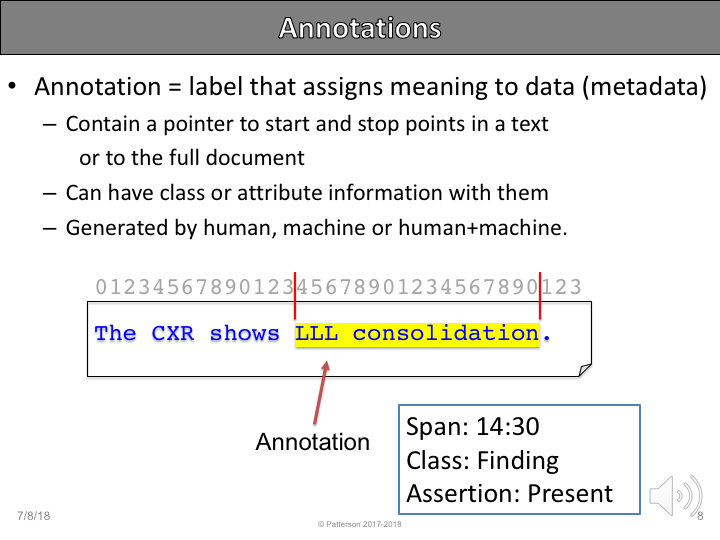 Annotations
• Annotation = label that assigns meaning to data (metadata)
– Contain a pointer to start and stop points in a text
or to the full document
– Can have class or attribute information with them
– Generated by human, machine or human+machine.
0123456789012345678901234567890123
The CXR shows LLL consolidation.
Annotation
Span: 14:30
Class: Finding
Assertion: Present
7/8/18
© Patterson 2017-2018
8